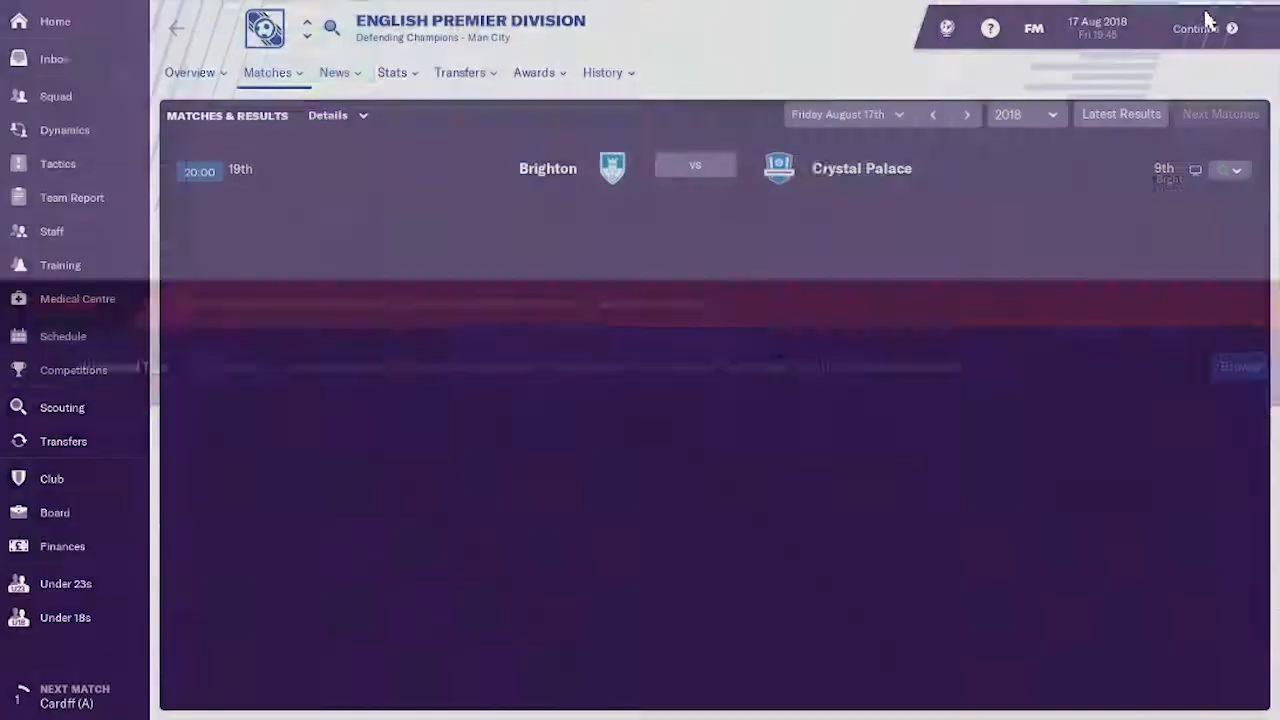 Home
Inbox
Squad
Dynamics
Tactics
Team Report
Staff
Training
Medical Centre
Schedule
Competitions
Scouting
Transfers
Club
Board
Finances
Under 23s
Under 18s
NEXT MATCH
Cardiff (A)
ENGLISH PREMIER DIVISION
Defending Champions - Man City
FM
17 Aug 2018
Fri 19:45
Continue
Overview Matches News Stats Transfers Awards History
MATCHES & RESULTS Details Friday August 17th 2018 Latest Results Next Matches
20:00 19th Brighton vs Crystal Palace 9th